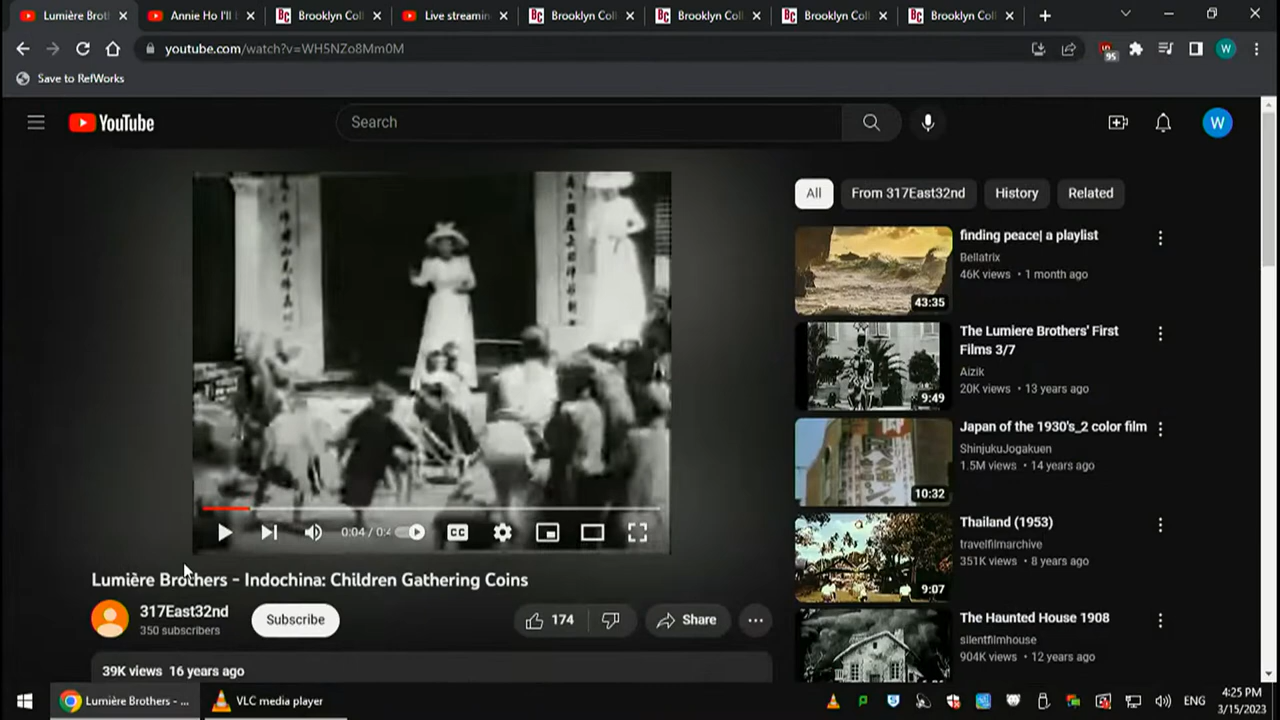 Lumière Brot
Annie Ho I'll
Brooklyn Coll
Live streamin
Brooklyn Coll
Brooklyn Coll
Brooklyn Coll
Brooklyn Coll
youtube.com/watch?v=WH5NZo8Mm0M
95
W
Save to RefWorks
YouTube
Search
W
All
From 317East32nd
History
Related
finding peace| a playlist
Bellatrix
46K views • 1 month ago
43:35
The Lumiere Brothers' First
Films 3/7
Aizik
20K views • 13 years ago
9:49
Japan of the 1930's_2 color film
ShinjukuJogakuen
1.5M views • 14 years ago
10:32
Thailand (1953)
travelfilmarchive
351K views • 8 years ago
9:07
The Haunted House 1908
silentfilmhouse
904K views • 12 years ago
0:04 / 0:4
CC
Lumière Brothers - Indochina: Children Gathering Coins
317East32nd
350 subscribers
Subscribe
174
Share
39K views 16 years ago
Lumière Brothers - ...
VLC media player
ENG
4:25 PM
3/15/2023